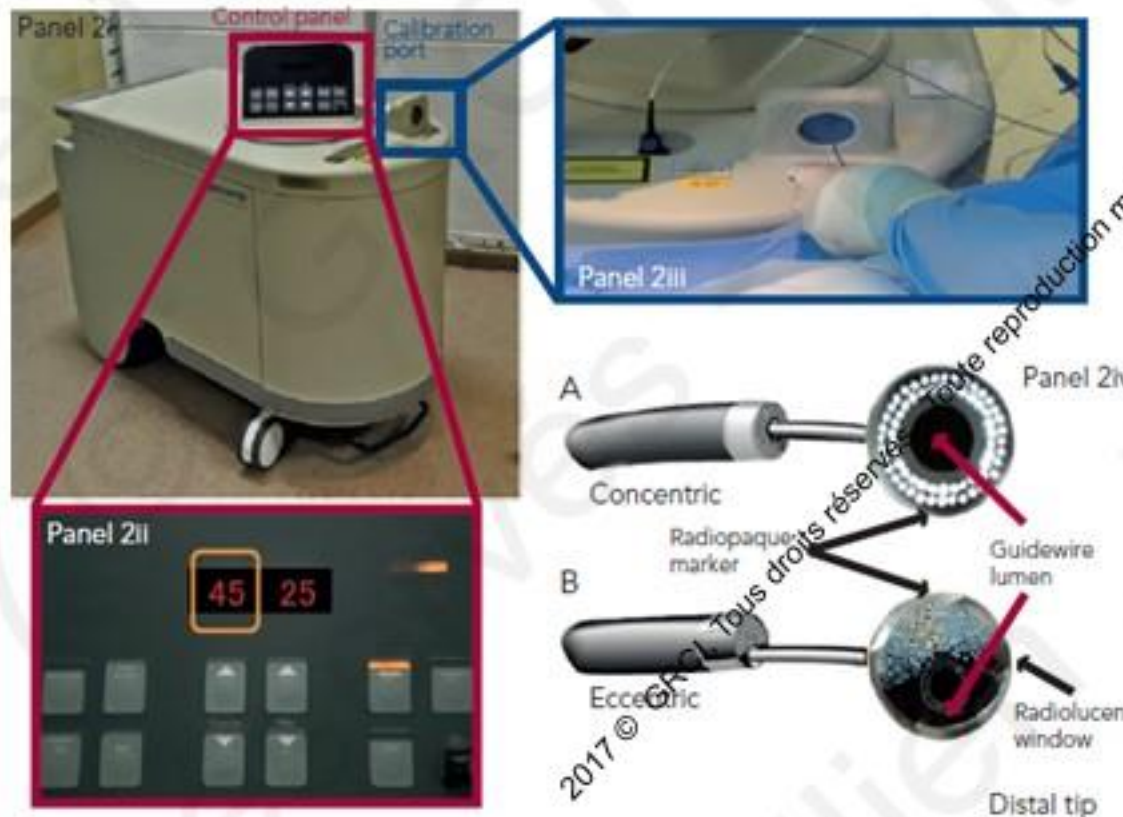 Panel 2i
Control panel
Calibration
port
Panel 2iii
Panel 2ii
45 25
A
Panel 2iv
Concentric
Radiopaque
marker
Guidewire
lumen
B
Eccentric
Radiolucen
window
Distal tip
2017 © GRCI. Tous droits réservés. Toute reproduction m